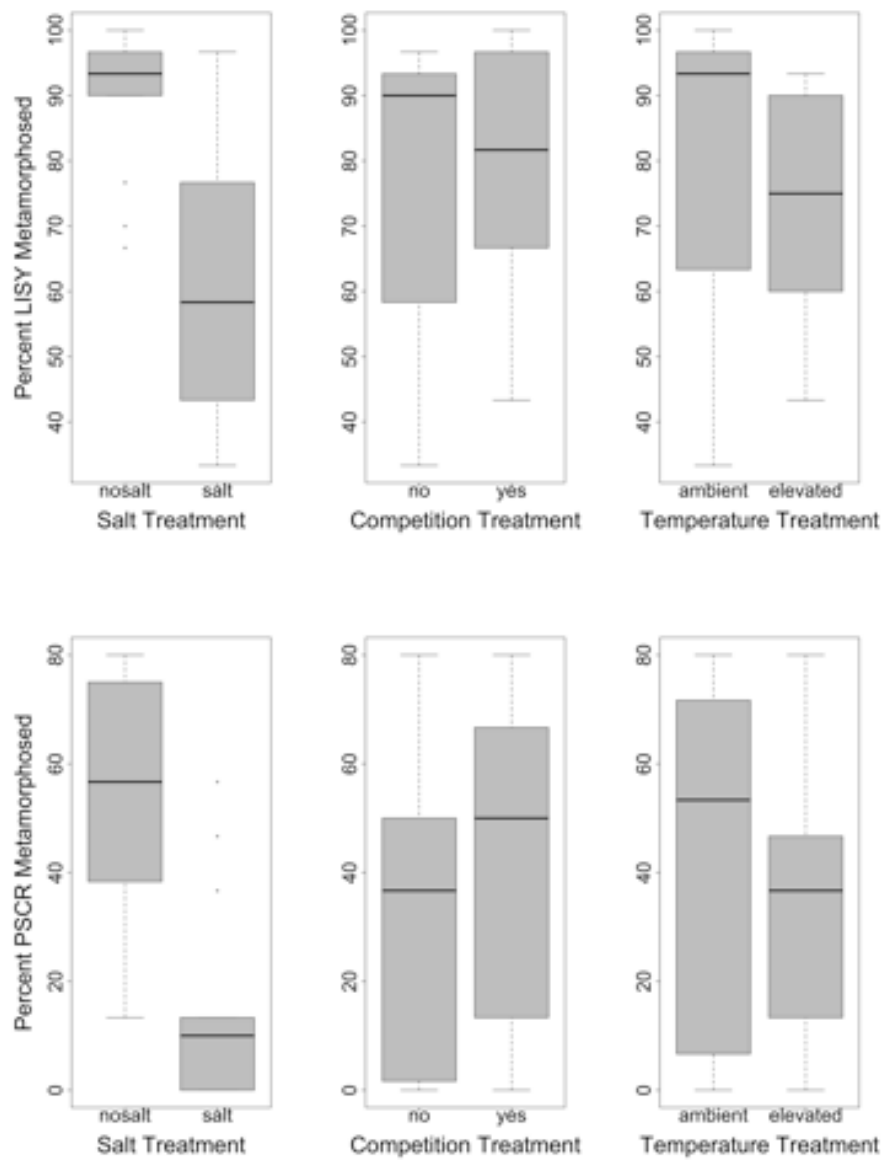 Percent LISY Metamorphosed
100
90
80
70
60
50
40
nosalt salt
Salt Treatment
100
90
80
70
60
50
40
no yes
Competition Treatment
100
90
80
70
60
50
40
ambient elevated
Temperature Treatment
Percent PSCR Metamorphosed
80
60
40
20
0
nosalt salt
Salt Treatment
80
60
40
20
0
no yes
Competition Treatment
80
60
40
20
0
ambient elevated
Temperature Treatment